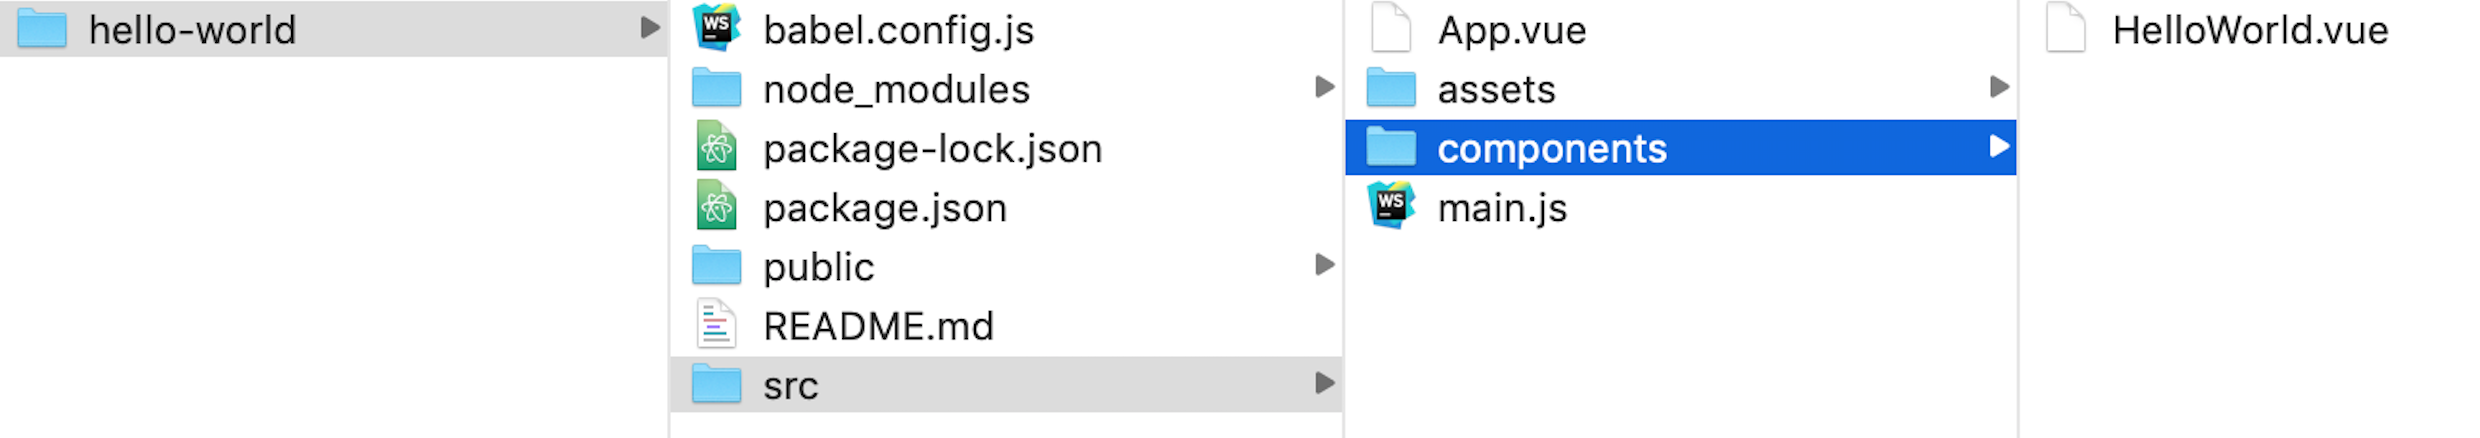 hello-world
babel.config.js
node_modules
package-lock.json
package.json
public
README.md
src
App.vue
assets
components
main.js
HelloWorld.vue
WS
WS